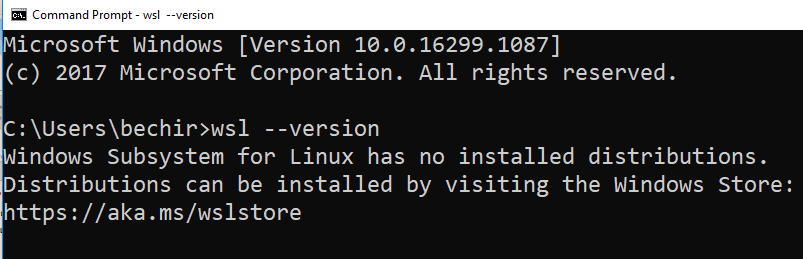 Command Prompt - wsl --version
Microsoft Windows [Version 10.0.16299.1087]
(c) 2017 Microsoft Corporation. All rights reserved.
C:\Users\bechir>wsl --version
Windows Subsystem for Linux has no installed distributions.
Distributions can be installed by visiting the Windows Store:
https://aka.ms/wslstore